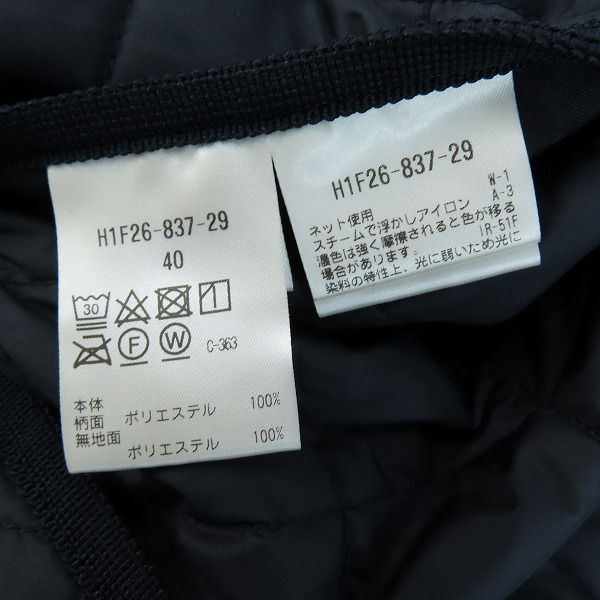 H1F26-837-29
40
30
F W C-363
本体
柄面 ポリエステル 100%
無地面
ポリエステル 100%
H1F26-837-29
W-1
ネット使用 A-3
スチームで浮かしアイロン
濃色は強く摩擦されると色が移る
場合があります。 IR-51F
染料の特性上、光に弱いため光に